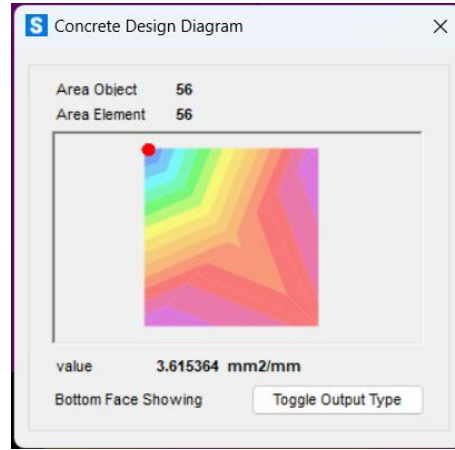 S Concrete Design Diagram
Area Object 56
Area Element 56
value 3.615364 mm2/mm
Bottom Face Showing Toggle Output Type